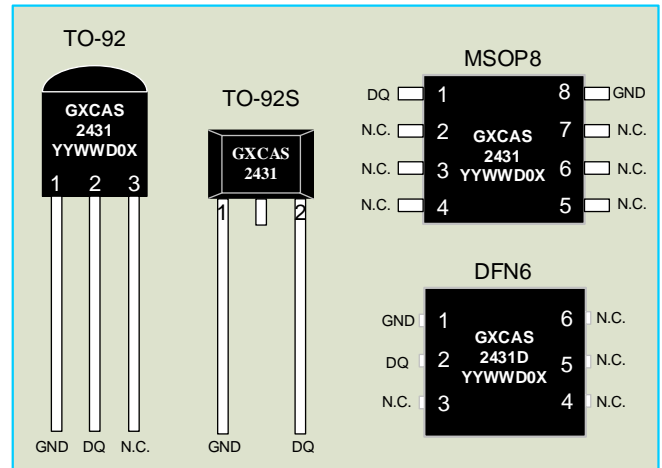 TO-92
GXCAS
2431
YYWWD0X
1 2 3
GND DQ N.C.
TO-92S
GXCAS
2431
1 2
GND DQ
MSOP8
DQ 1 8 GND
N.C. 2 7 N.C.
N.C. 3 6 N.C.
N.C. 4 5 N.C.
GXCAS
2431
YYWWD0X
DFN6
GND 1 6 N.C.
DQ 2 5 N.C.
N.C. 3 4 N.C.
GXCAS
2431D
YYWWD0X